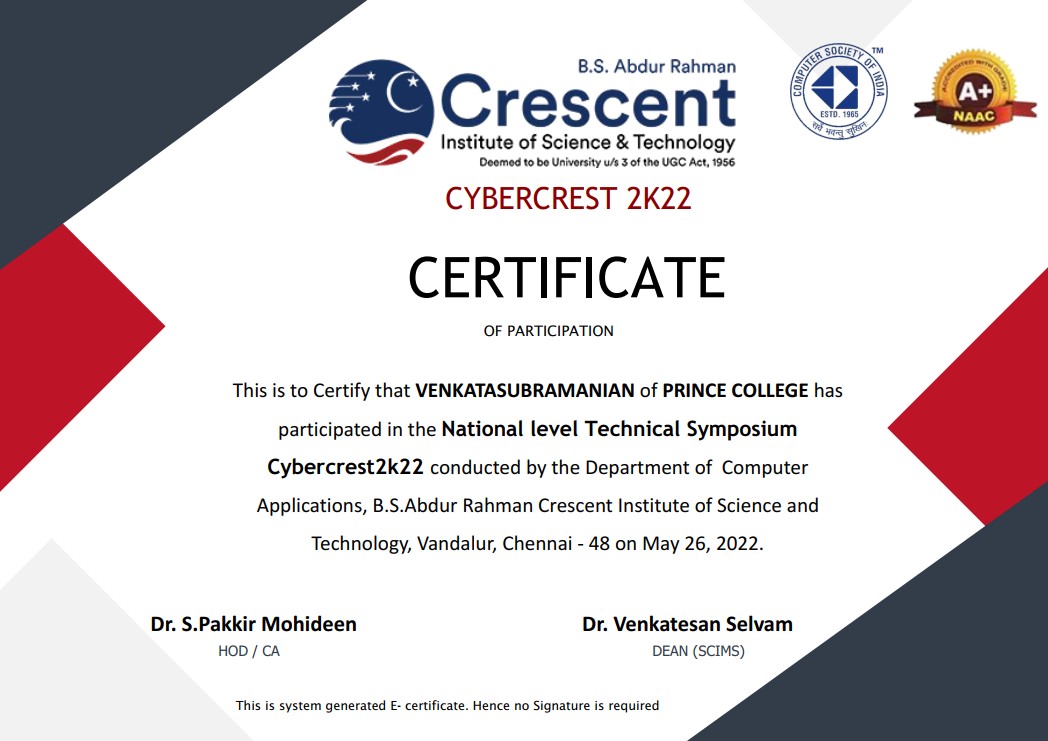 B.S. Abdur Rahman
Crescent
Institute of Science & Technology
Deemed to be University u/s 3 of the UGC Act, 1956
COMPUTER SOCIETY OF INDIA
TM
ESTD. 1965
सर्वे भवन्तु सुखिनः
ACCREDITED WITH GRADE
A+
NAAC
CYBERCREST 2K22
CERTIFICATE
OF PARTICIPATION
This is to Certify that VENKATASUBRAMANIAN of PRINCE COLLEGE has
participated in the National level Technical Symposium
Cybercrest2k22 conducted by the Department of Computer
Applications, B.S.Abdur Rahman Crescent Institute of Science and
Technology, Vandalur, Chennai - 48 on May 26, 2022.
Dr. S.Pakkir Mohideen
HOD / CA
Dr. Venkatesan Selvam
DEAN (SCIMS)
This is system generated E- certificate. Hence no Signature is required